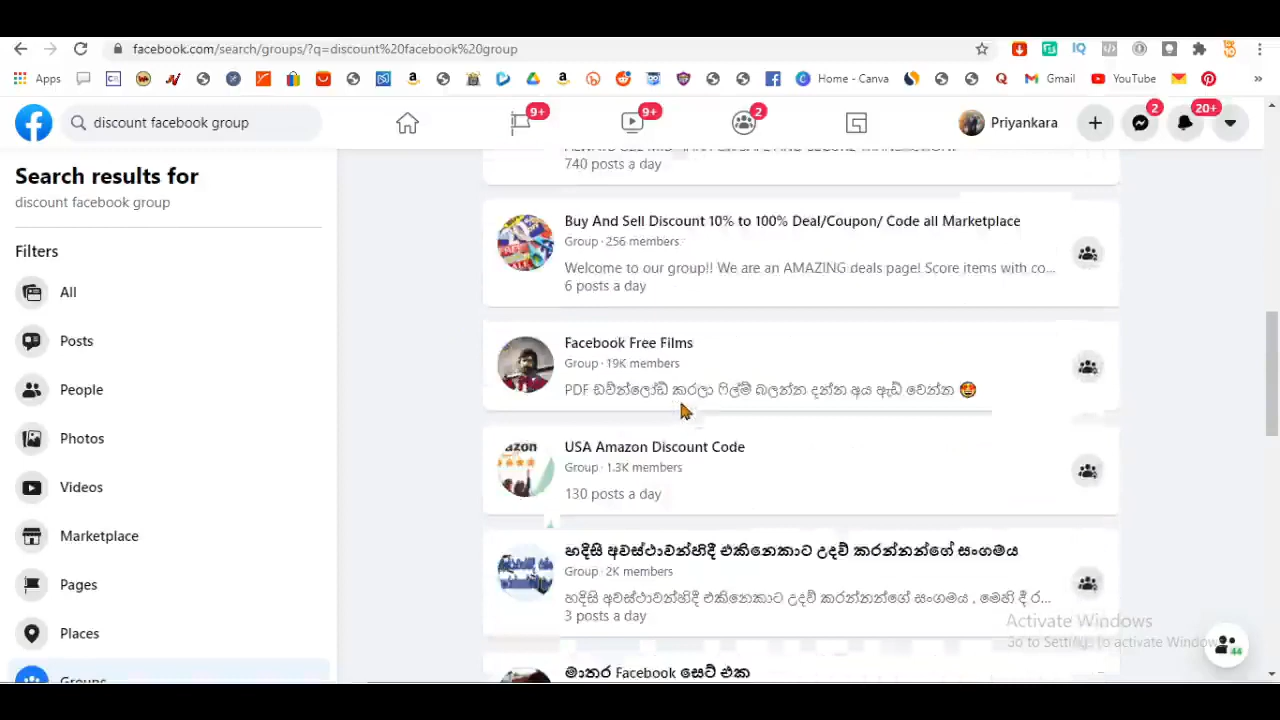 facebook.com/search/groups/?q=discount%20facebook%20group
Apps
Home - Canva
Gmail
YouTube
»
discount facebook group
9+
9+
2
Priyankara
2
20+
Search results for
discount facebook group
Filters
All
Posts
People
Photos
Videos
Marketplace
Pages
Places
Groups
740 posts a day
Buy And Sell Discount 10% to 100% Deal/Coupon/ Code all Marketplace
Group · 256 members
Welcome to our group!! We are an AMAZING deals page! Score items with co...
6 posts a day
Facebook Free Films
Group · 19K members
PDF ඩව්න්ලෝඩ් කරලා ෆිල්ම් බලන්න දන්න අය ඇඩ් වෙන්න 🤩
USA Amazon Discount Code
Group · 1.3K members
130 posts a day
හදිසි අවස්ථාවන්හිදී එකිනෙකාට උදව් කරන්නන්ගේ සංගමය
Group · 2K members
හදිසි අවස්ථාවන්හිදී එකිනෙකාට උදව් කරන්නන්ගේ සංගමය , මෙහි දී ර...
3 posts a day
මාතර Facebook සෙට් එක
Activate Windows
Go to Settings to activate Windows
44